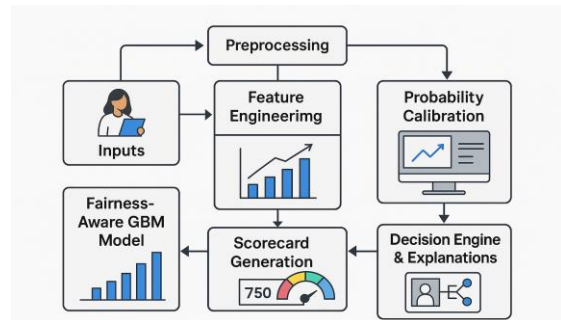 Preprocessing
Inputs
Feature
Engineerimg
Probability
Calibration
Fairness-
Aware GBM
Model
Scorecard
Generation
750
Decision Engine
& Explanations